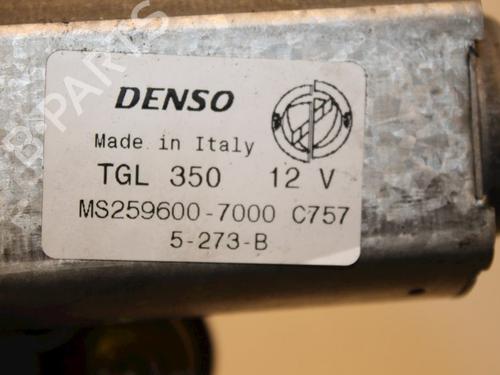 B-PARTS
DENSO
Made in Italy
TGL 350 12 V
MS259600-7000 C757
5-273-B